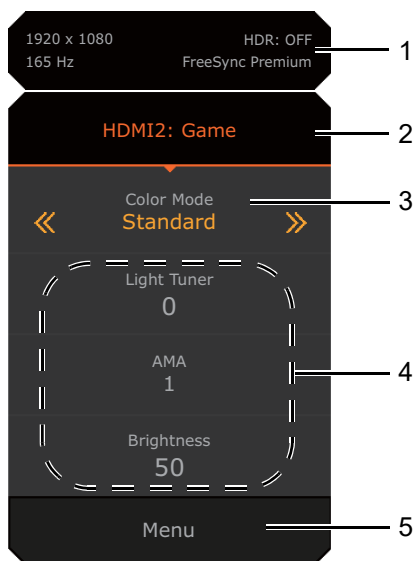 1920 x 1080 HDR: OFF
165 Hz FreeSync Premium
1
HDMI2: Game
2
Color Mode
3
Standard
Light Tuner
0
AMA
1
4
Brightness
50
Menu
5